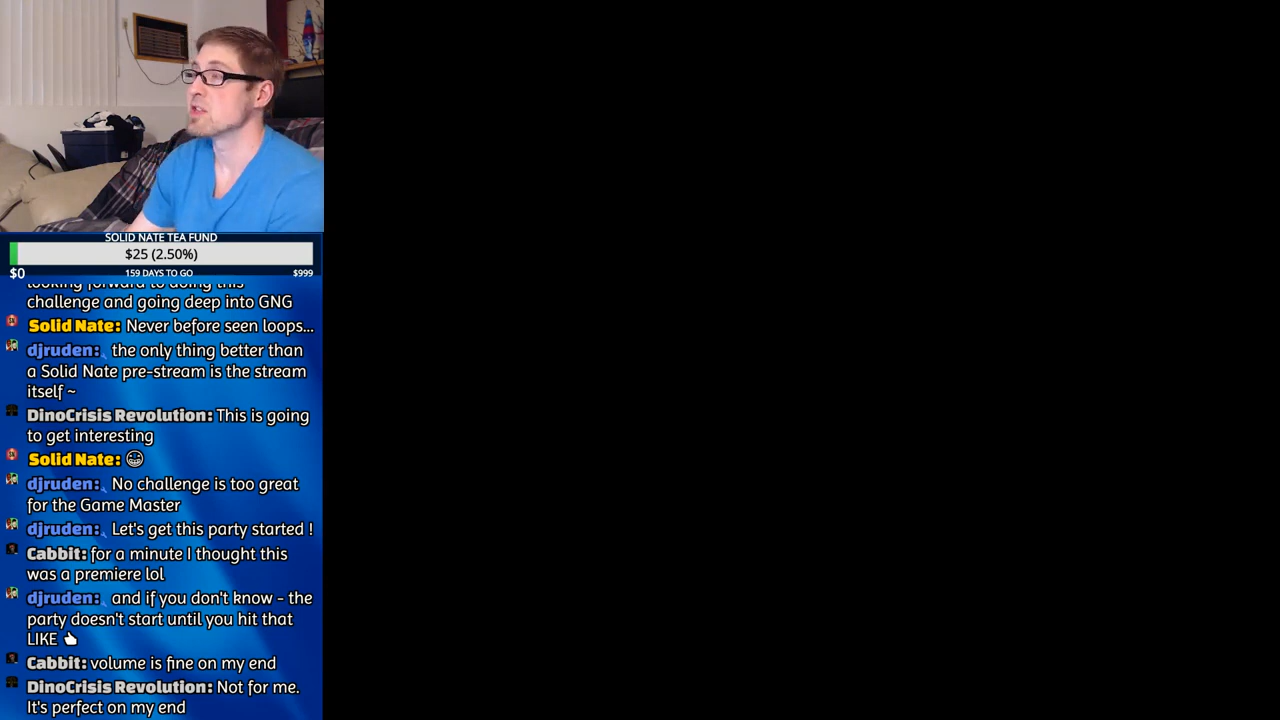 SOLID NATE TEA FUND
$25 (2.50%)
$0 159 DAYS TO GO $999
looking forward to doing this
challenge and going deep into GNG
Solid Nate: Never before seen loops...
djruden: the only thing better than
a Solid Nate pre-stream is the stream
itself ~
DinoCrisis Revolution: This is going
to get interesting
Solid Nate: 😁
djruden: No challenge is too great
for the Game Master
djruden: Let's get this party started !
Cabbit: for a minute I thought this
was a premiere lol
djruden: and if you don't know - the
party doesn't start until you hit that
LIKE 👍
Cabbit: volume is fine on my end
DinoCrisis Revolution: Not for me.
It's perfect on my end